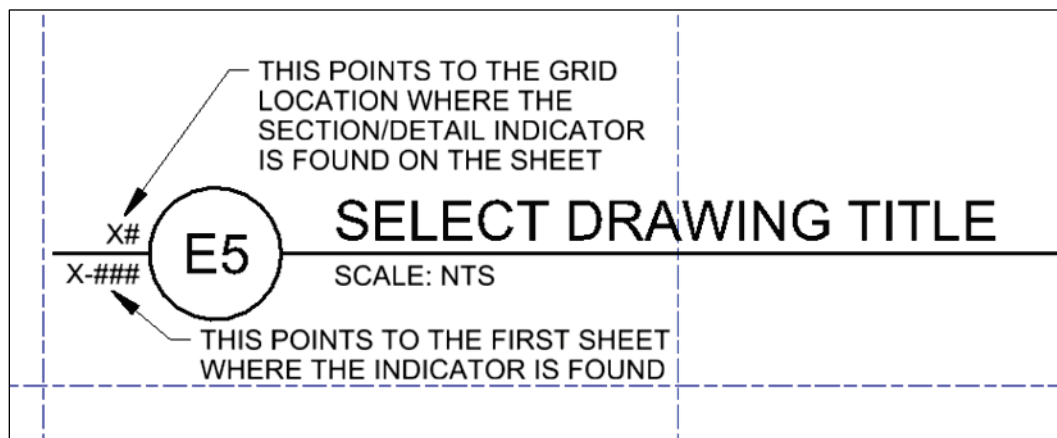 THIS POINTS TO THE GRID
LOCATION WHERE THE
SECTION/DETAIL INDICATOR
IS FOUND ON THE SHEET
X#
E5
SELECT DRAWING TITLE
X-###
SCALE: NTS
THIS POINTS TO THE FIRST SHEET
WHERE THE INDICATOR IS FOUND